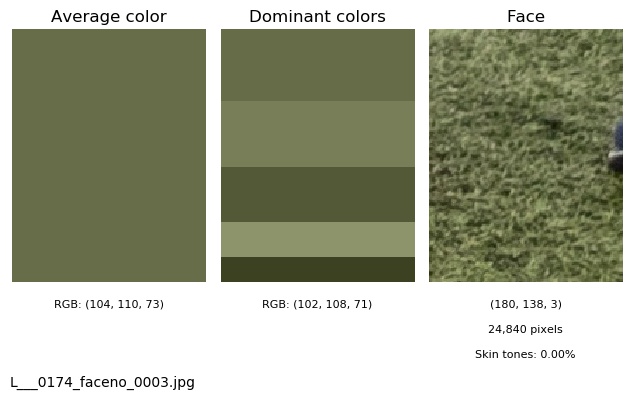 Average color
Dominant colors
Face
RGB: (104, 110, 73)
RGB: (102, 108, 71)
(180, 138, 3)
24,840 pixels
Skin tones: 0.00%
L___0174_faceno_0003.jpg